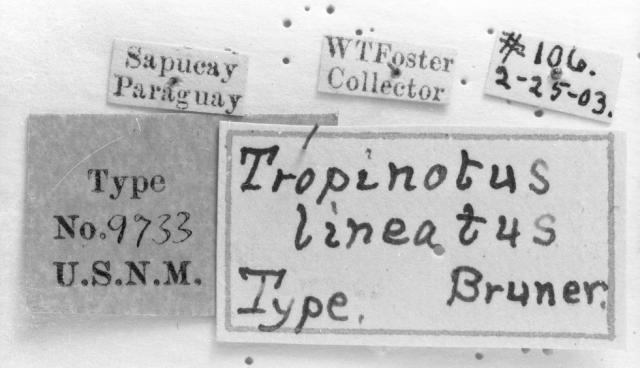 Sapucay
Paraguay
WTFoster
Collector
#106.
2-25-03.
Type
No.9733
U.S.N.M.
Tropinotus
lineatus
Type. Bruner.